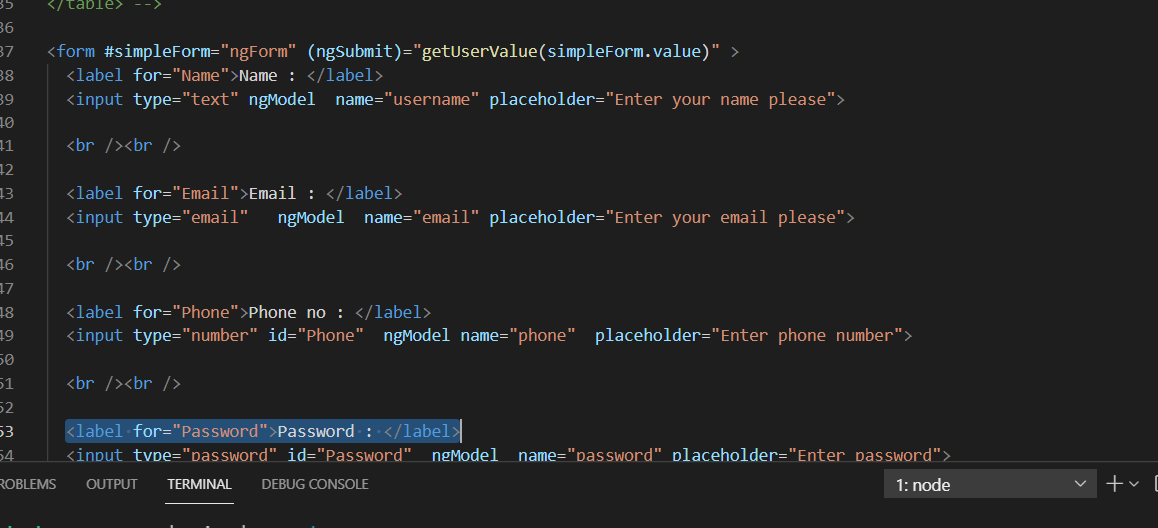 35 </table> -->
36
37 <form #simpleForm="ngForm" (ngSubmit)="getUserValue(simpleForm.value)" >
38 <label for="Name">Name : </label>
39 <input type="text" ngModel  name="username" placeholder="Enter your name please">
40
41 <br /><br />
42
43 <label for="Email">Email : </label>
44 <input type="email"   ngModel  name="email" placeholder="Enter your email please">
45
46 <br /><br />
47
48 <label for="Phone">Phone no : </label>
49 <input type="number" id="Phone"  ngModel name="phone"  placeholder="Enter phone number">
50
51 <br /><br />
52
53 <label for="Password">Password : </label>
54 <input type="password" id="Password"  ngModel  name="password" placeholder="Enter password">
ROBLEMS OUTPUT TERMINAL DEBUG CONSOLE 1: node